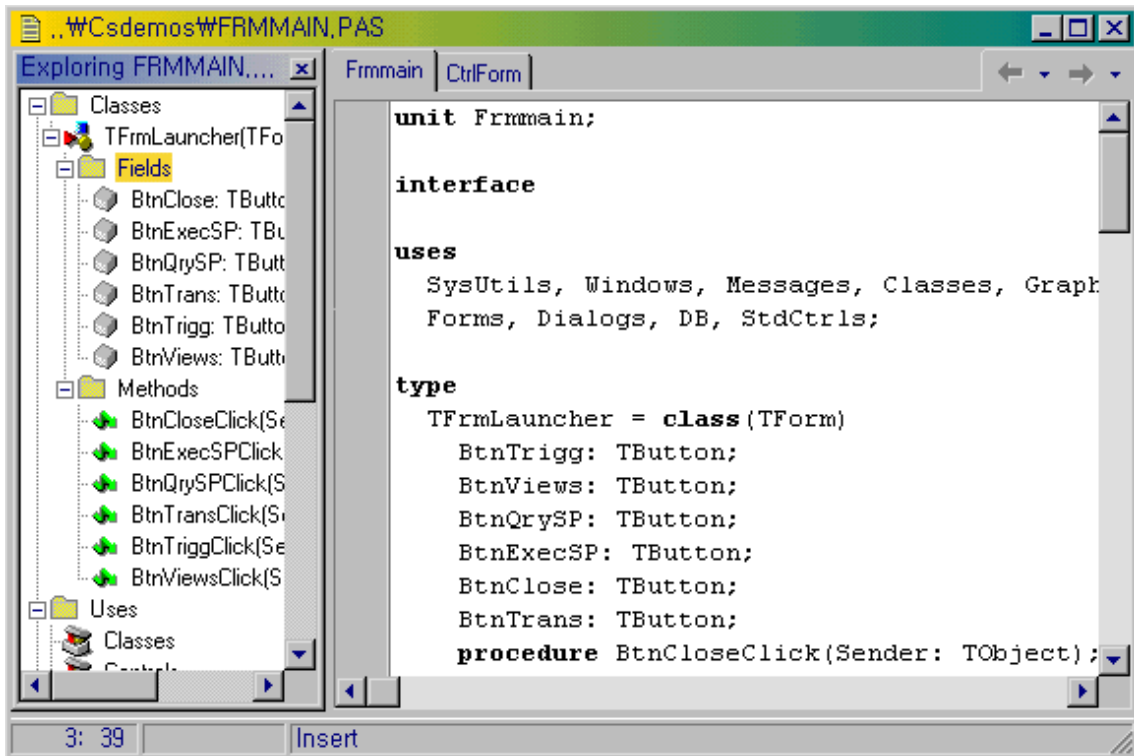 ..₩Csdemos₩FRMMAIN.PAS
Exploring FRMMAIN....
Classes
TFrmLauncher(TFo
Fields
BtnClose: TButto
BtnExecSP: TBu
BtnQrySP: TButt
BtnTrans: TButto
BtnTrigg: TButto
BtnViews: TButt
Methods
BtnCloseClick(Se
BtnExecSPClick
BtnQrySPClick(S
BtnTransClick(S
BtnTriggClick(Se
BtnViewsClick(S
Uses
Classes
Frmmain CtrlForm
unit Frmmain;
interface
uses
SysUtils, Windows, Messages, Classes, Graph
Forms, Dialogs, DB, StdCtrls;
type
TFrmLauncher = class(TForm)
BtnTrigg: TButton;
BtnViews: TButton;
BtnQrySP: TButton;
BtnExecSP: TButton;
BtnClose: TButton;
BtnTrans: TButton;
procedure BtnCloseClick(Sender: TObject);
3: 39 Insert